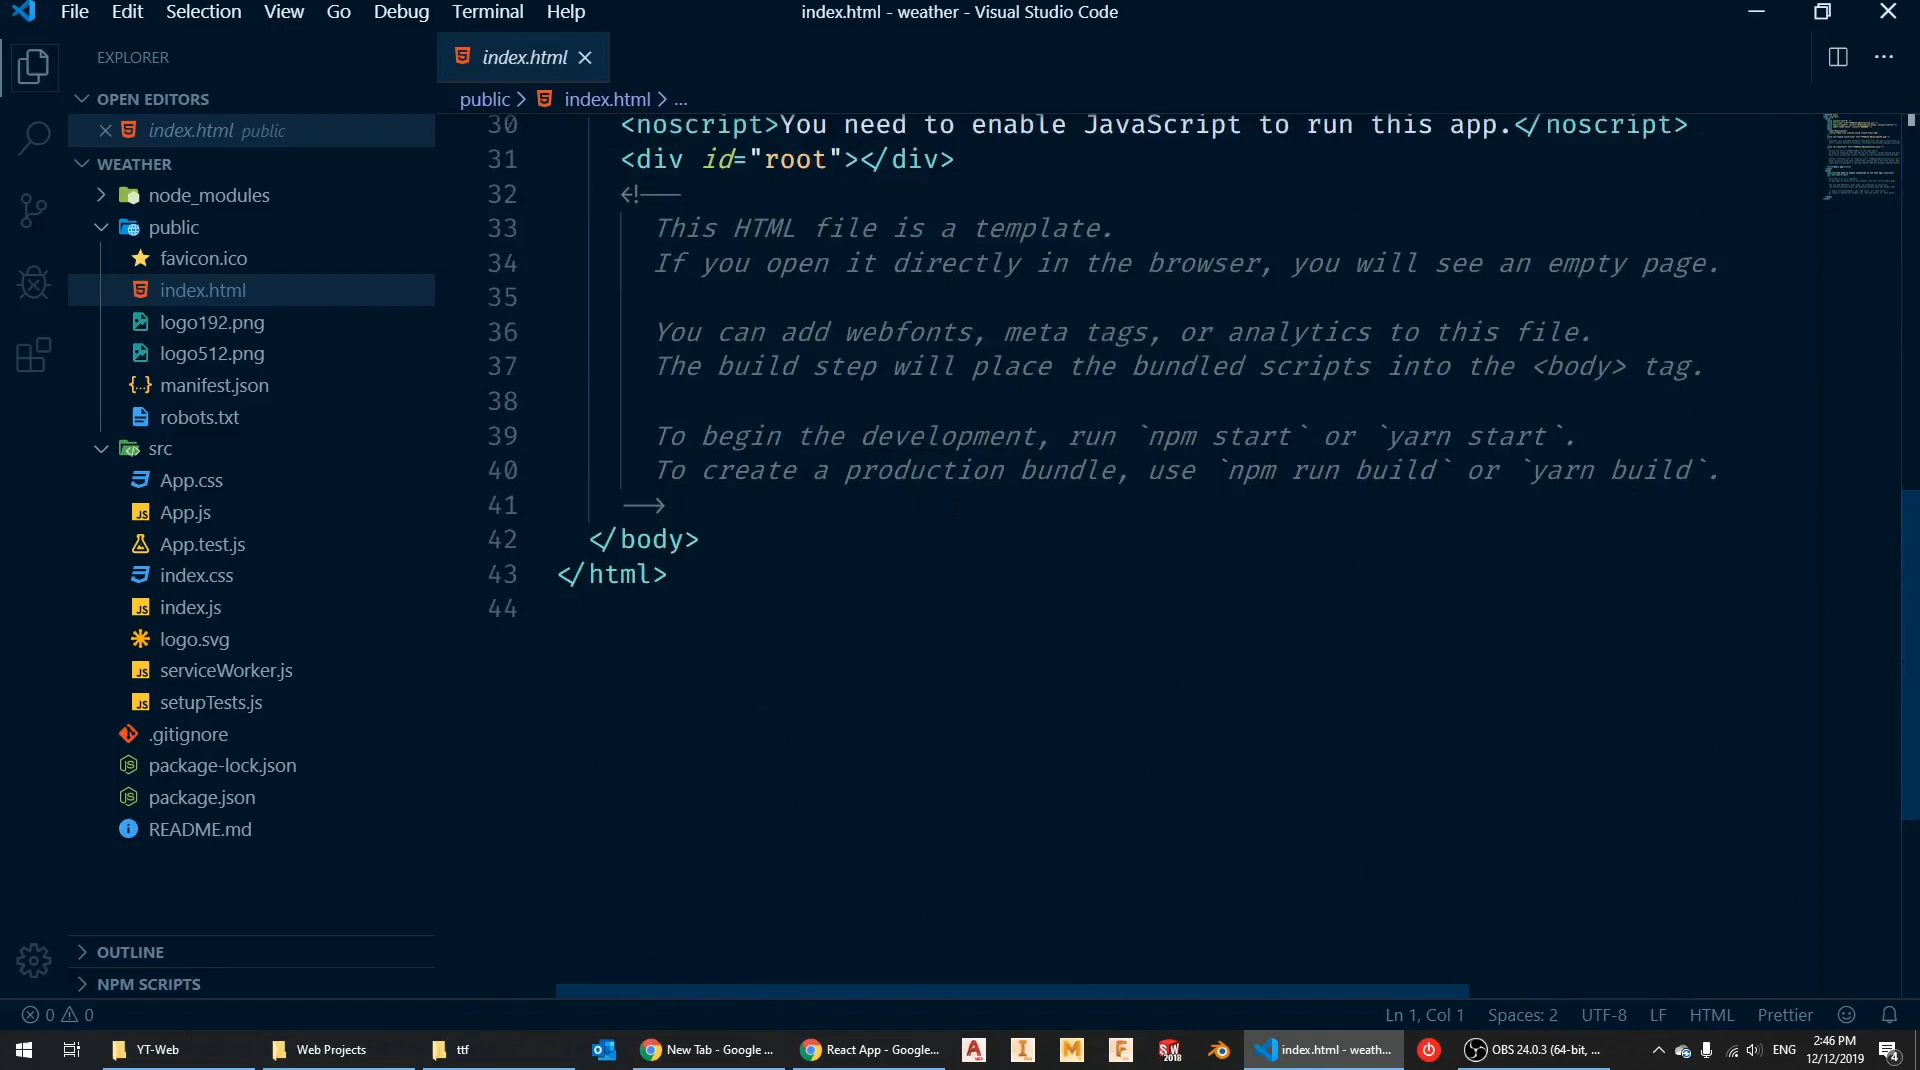 File Edit Selection View Go Debug Terminal Help
index.html - weather - Visual Studio Code
EXPLORER
OPEN EDITORS
index.html public
WEATHER
node_modules
public
favicon.ico
index.html
logo192.png
logo512.png
manifest.json
robots.txt
src
App.css
App.js
App.test.js
index.css
index.js
logo.svg
serviceWorker.js
setupTests.js
.gitignore
package-lock.json
package.json
README.md
OUTLINE
NPM SCRIPTS
index.html
public > index.html > ...
30 <noscript>You need to enable JavaScript to run this app.</noscript>
31 <div id="root"></div>
32 <!--
33 This HTML file is a template.
34 If you open it directly in the browser, you will see an empty page.
35
36 You can add webfonts, meta tags, or analytics to this file.
37 The build step will place the bundled scripts into the <body> tag.
38
39 To begin the development, run `npm start` or `yarn start`.
40 To create a production bundle, use `npm run build` or `yarn build`.
41 -->
42 </body>
43 </html>
44
0 0
Ln 1, Col 1 Spaces: 2 UTF-8 LF HTML Prettier
YT-Web
Web Projects
ttf
New Tab - Google ...
React App - Google...
SW 2018
index.html - weath...
OBS 24.0.3 (64-bit, ...
ENG
2:46 PM
12/12/2019
4